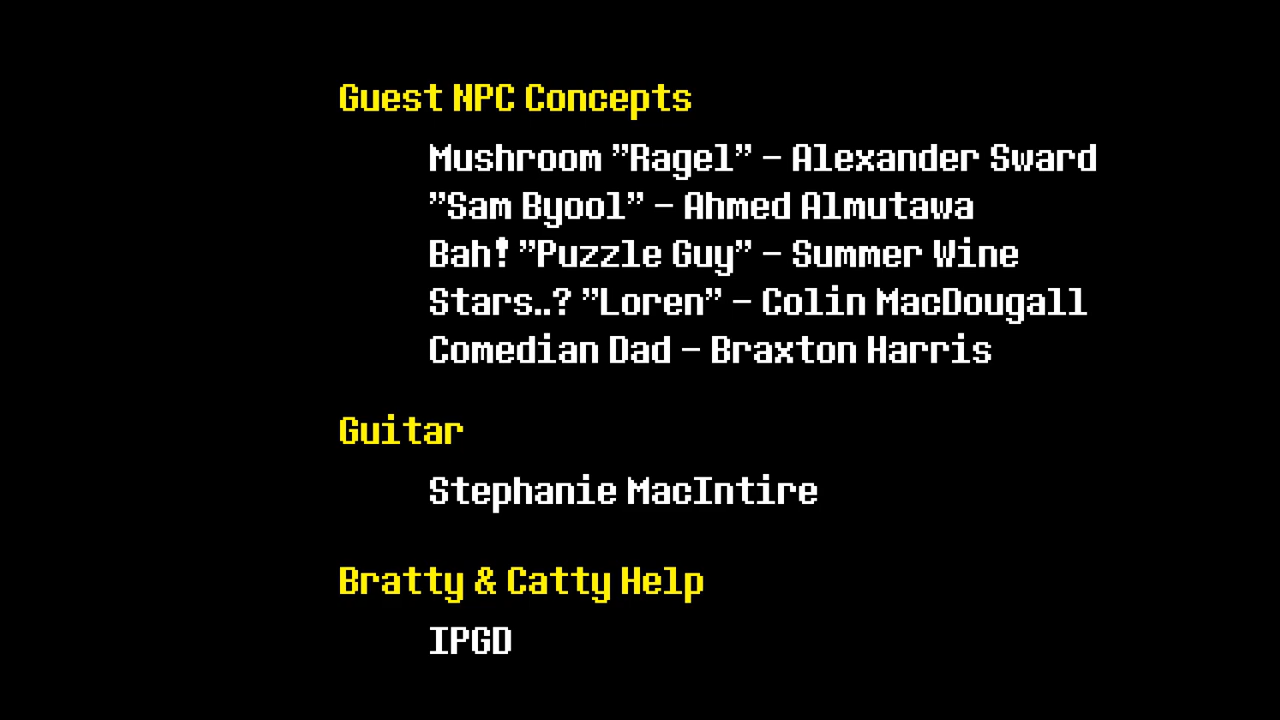 Guest NPC Concepts
Mushroom "Ragel" - Alexander Sward
"Sam Byool" - Ahmed Almutawa
Bah! "Puzzle Guy" - Summer Wine
Stars..? "Loren" - Colin MacDougall
Comedian Dad - Braxton Harris
Guitar
Stephanie MacIntire
Bratty & Catty Help
IPGD